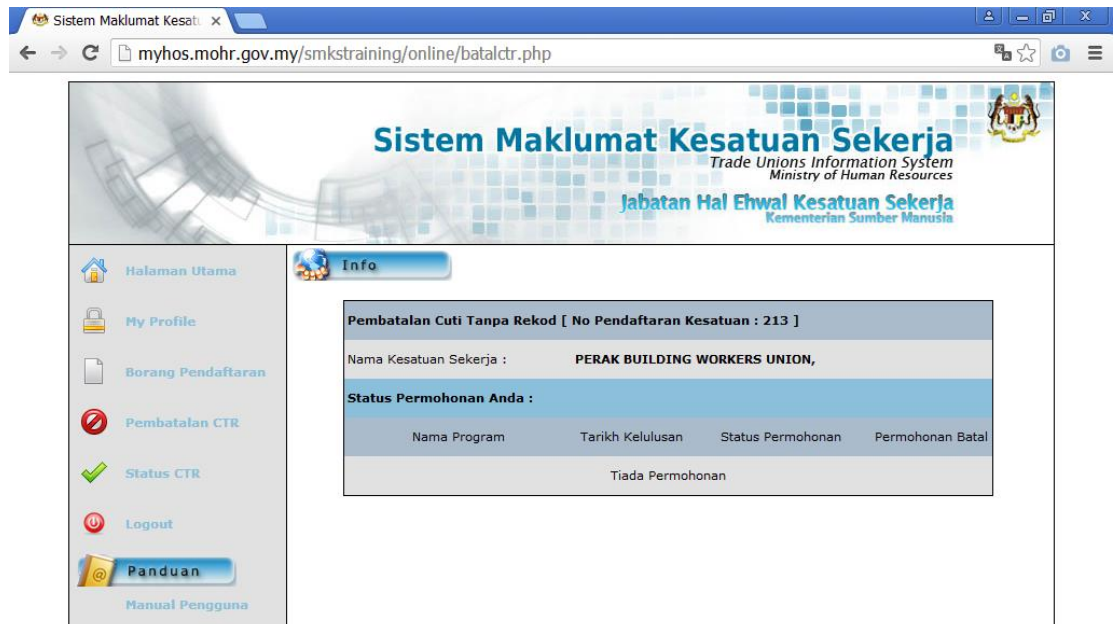 Sistem Maklumat Kesatu
myhos.mohr.gov.my/smkstraining/online/batalctr.php
Sistem Maklumat Kesatuan Sekerja
Trade Unions Information System
Ministry of Human Resources
Jabatan Hal Ehwal Kesatuan Sekerja
Kementerian Sumber Manusia
Halaman Utama
My Profile
Borang Pendaftaran
Pembatalan CTR
Status CTR
Logout
Panduan
Manual Pengguna
Info
Pembatalan Cuti Tanpa Rekod [ No Pendaftaran Kesatuan : 213 ]
Nama Kesatuan Sekerja : PERAK BUILDING WORKERS UNION,
Status Permohonan Anda :
Nama Program Tarikh Kelulusan Status Permohonan Permohonan Batal
Tiada Permohonan